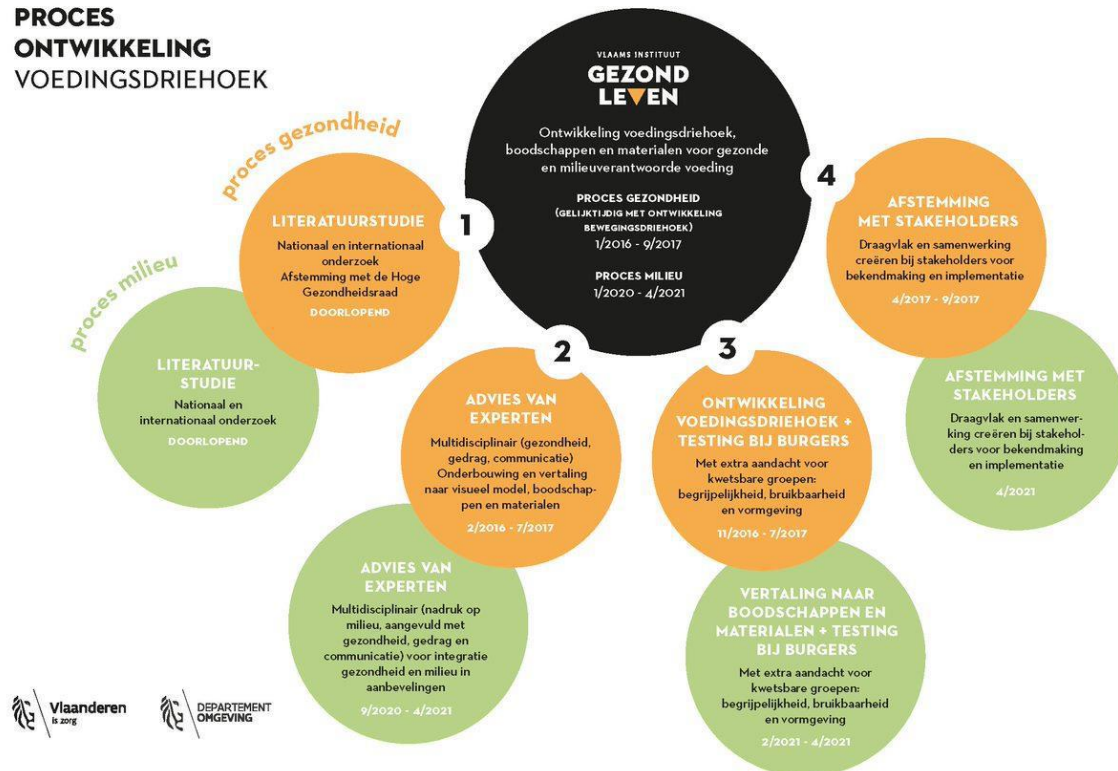 PROCES
ONTWIKKELING
VOEDINGSDRIEHOEK
VLAAMS INSTITUUT
GEZOND
LEVEN
Ontwikkeling voedingsdriehoek,
boodschappen en materialen voor gezonde
en milieuverantwoorde voeding
PROCES GEZONDHEID
(GELIJKTIJDIG MET ONTWIKKELING
BEWEGINGSDRIEHOEK)
1/2016 - 9/2017
PROCES MILIEU
1/2020 - 4/2021
proces gezondheid
1
LITERATUURSTUDIE
Nationaal en internationaal
onderzoek
Afstemming met de Hoge
Gezondheidsraad
DOORLOPEND
proces milieu
LITERATUUR-
STUDIE
Nationaal en
internationaal onderzoek
DOORLOPEND
2
ADVIES VAN
EXPERTEN
Multidisciplinair (gezondheid,
gedrag, communicatie)
Onderbouwing en vertaling
naar visueel model, boodschap-
pen en materialen
2/2016 - 7/2017
ADVIES VAN
EXPERTEN
Multidisciplinair (nadruk op
milieu, aangevuld met
gezondheid, gedrag en
communicatie) voor integratie
gezondheid en milieu in
aanbevelingen
9/2020 - 4/2021
3
ONTWIKKELING
VOEDINGSDRIEHOEK +
TESTING BIJ BURGERS
Met extra aandacht voor
kwetsbare groepen:
begrijpelijkheid, bruikbaarheid
en vormgeving
11/2016 - 7/2017
VERTALING NAAR
BOODSCHAPPEN EN
MATERIALEN + TESTING
BIJ BURGERS
Met extra aandacht voor
kwetsbare groepen:
begrijpelijkheid, bruikbaarheid
en vormgeving
2/2021 - 4/2021
4
AFSTEMMING
MET STAKEHOLDERS
Draagvlak en samenwerking
creëren bij stakeholders voor
bekendmaking en implementatie
4/2017 - 9/2017
AFSTEMMING MET
STAKEHOLDERS
Draagvlak en samenwer-
king creëren bij stakehol-
ders voor bekendmaking
en implementatie
4/2021
Vlaanderen
is zorg
DEPARTEMENT
OMGEVING